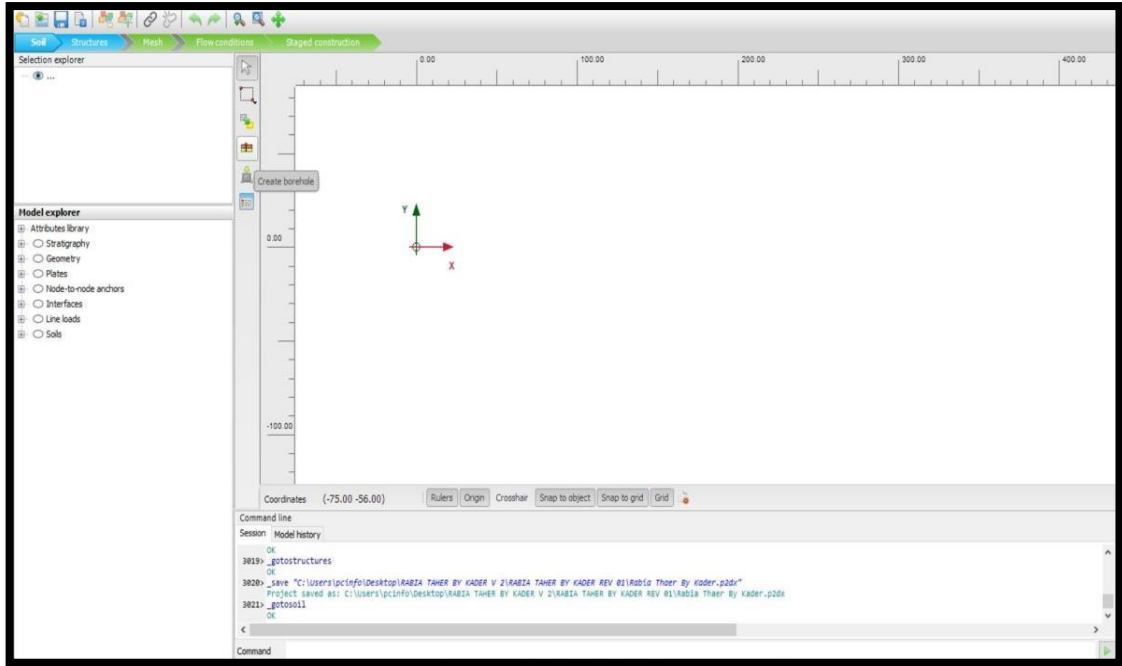 Soil Structures Mesh Flow conditions Staged construction
Selection explorer
...
0.00 100.00 200.00 300.00 400.00
Create borehole
Model explorer
Attributes library
Stratigraphy
Geometry
Plates
Node-to-node anchors
Interfaces
Line loads
Soils
Y
0.00
X
-100.00
Coordinates (-75.00 -56.00) Rulers Origin Crosshair Snap to object Snap to grid Grid
Command line
Session Model history
OK
3019> _gotostructures
OK
3020> _save "C:\Users\pcinfo\Desktop\RABIA TAHER BY KADER V 2\RABIA TAHER BY KADER REV 01\Rabia Thaer By Kader.p2dx"
Project saved as: C:\Users\pcinfo\Desktop\RABIA TAHER BY KADER V 2\RABIA TAHER BY KADER REV 01\Rabia Thaer By Kader.p2dx
3021> _gotosoil
OK
Command